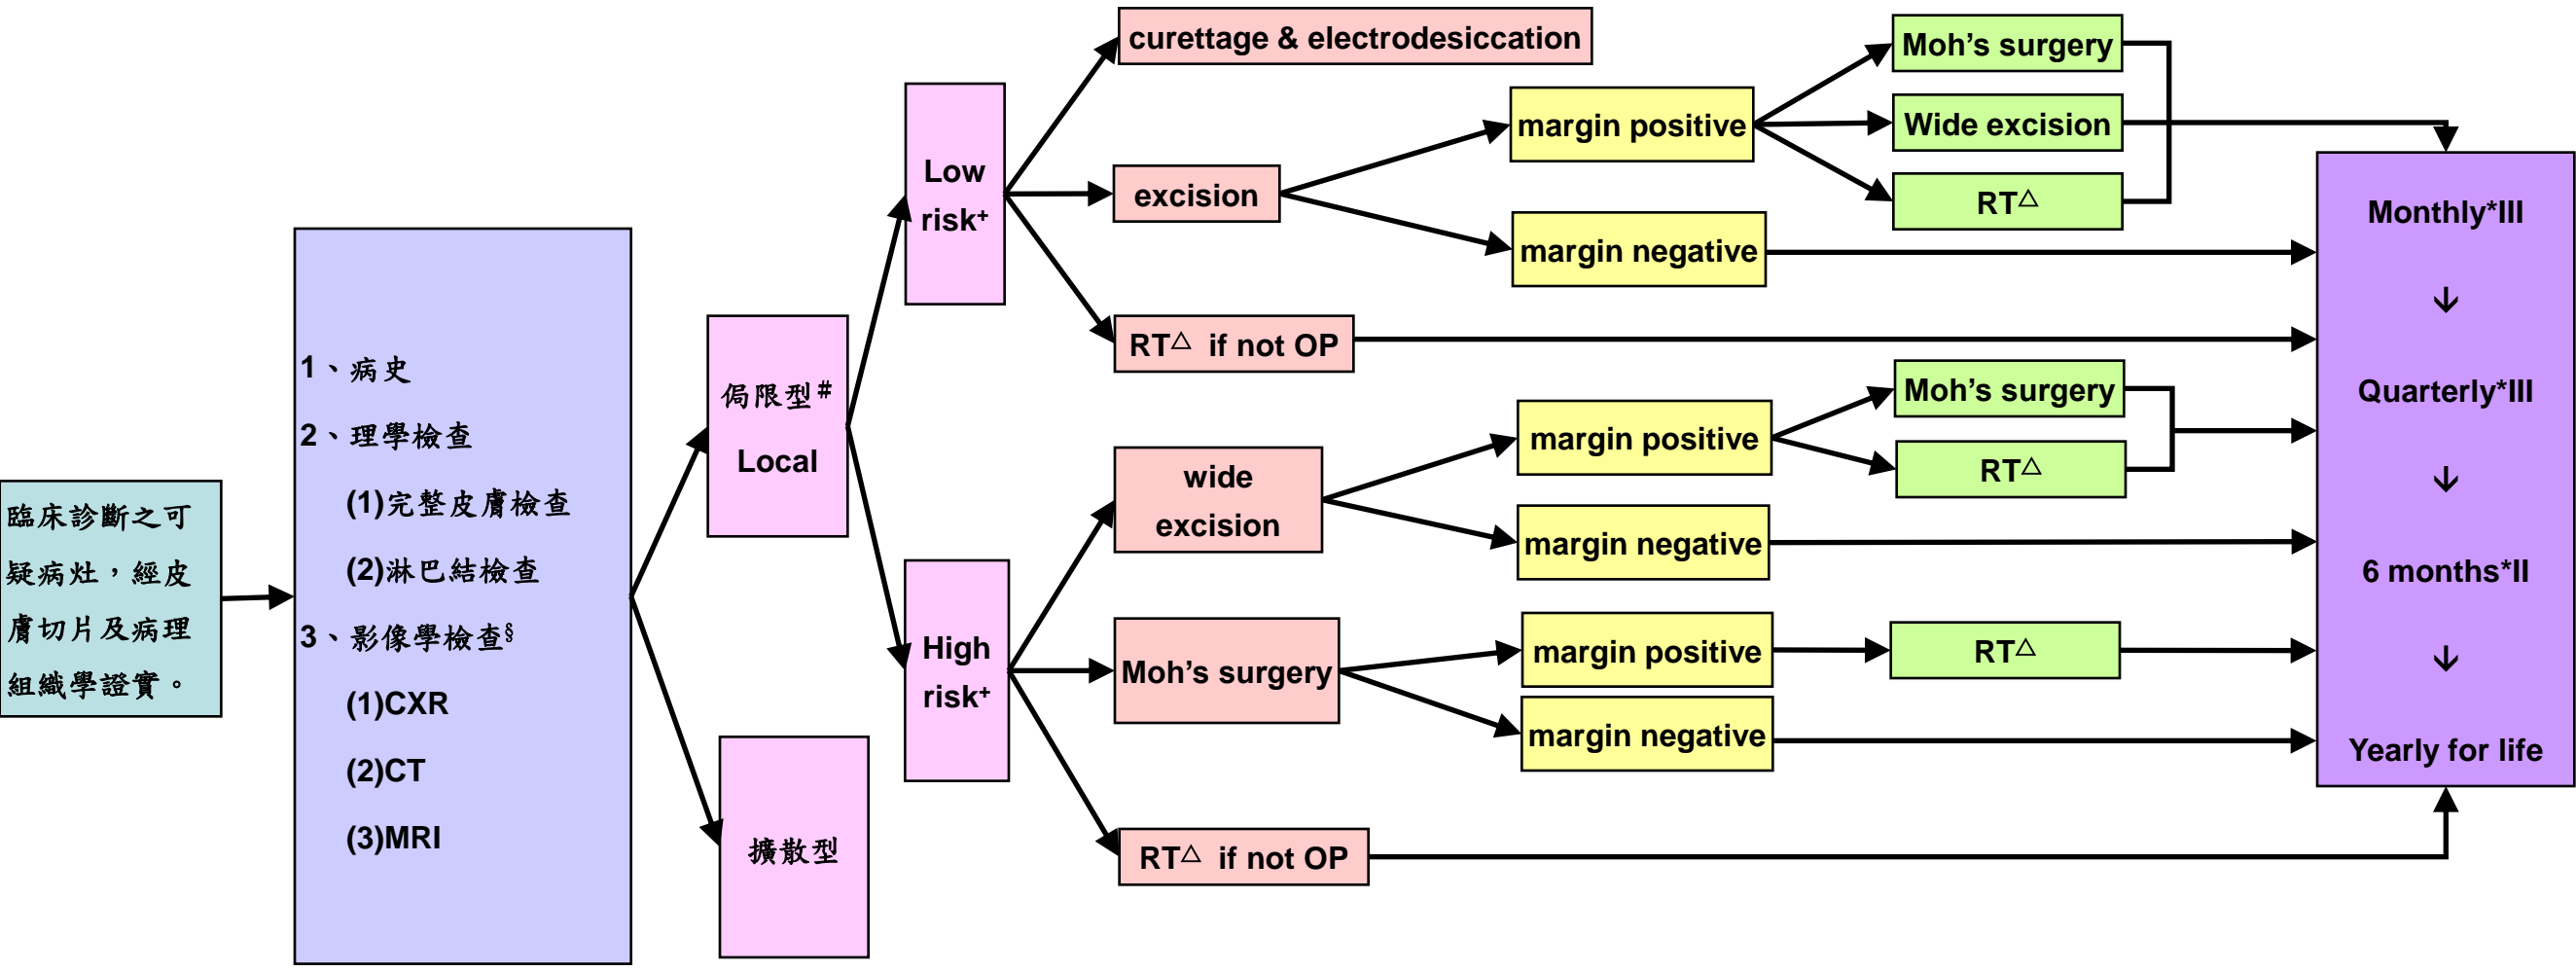 臨床診斷之可
疑病灶，經皮
膚切片及病理
組織學證實。
1、病史
2、理學檢查
(1)完整皮膚檢查
(2)淋巴結檢查
3、影像學檢查§
(1)CXR
(2)CT
(3)MRI
侷限型#
Local
擴散型
Low
risk+
High
risk+
curettage & electrodesiccation
excision
RT△ if not OP
wide
excision
Moh's surgery
RT△ if not OP
margin positive
margin negative
margin positive
margin negative
margin positive
margin negative
Moh's surgery
Wide excision
RT△
Moh's surgery
RT△
RT△
Monthly*III
↓
Quarterly*III
↓
6 months*II
↓
Yearly for life